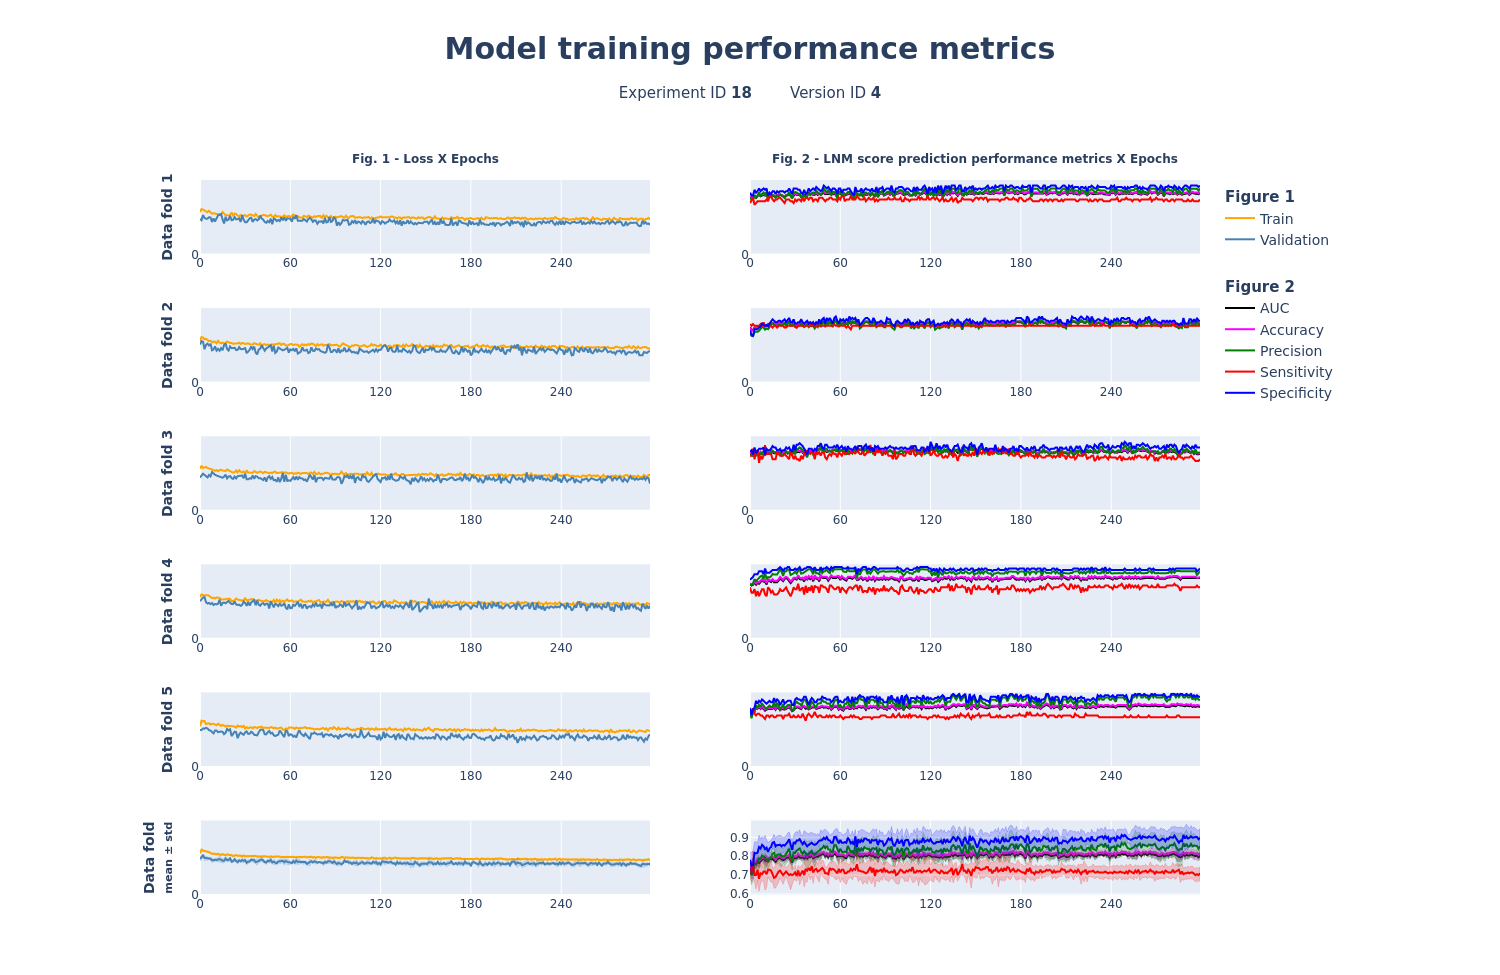 Model training performance metrics
Experiment ID 18 Version ID 4
Fig. 1 - Loss X Epochs
Fig. 2 - LNM score prediction performance metrics X Epochs
Data fold 1
0
0 60 120 180 240
0
0 60 120 180 240
Data fold 2
0
0 60 120 180 240
0
0 60 120 180 240
Data fold 3
0
0 60 120 180 240
0
0 60 120 180 240
Data fold 4
0
0 60 120 180 240
0
0 60 120 180 240
Data fold 5
0
0 60 120 180 240
0
0 60 120 180 240
Data fold
mean ± std
0
0 60 120 180 240
0.9
0.8
0.7
0.6
0 60 120 180 240
Figure 1
Train
Validation
Figure 2
AUC
Accuracy
Precision
Sensitivity
Specificity